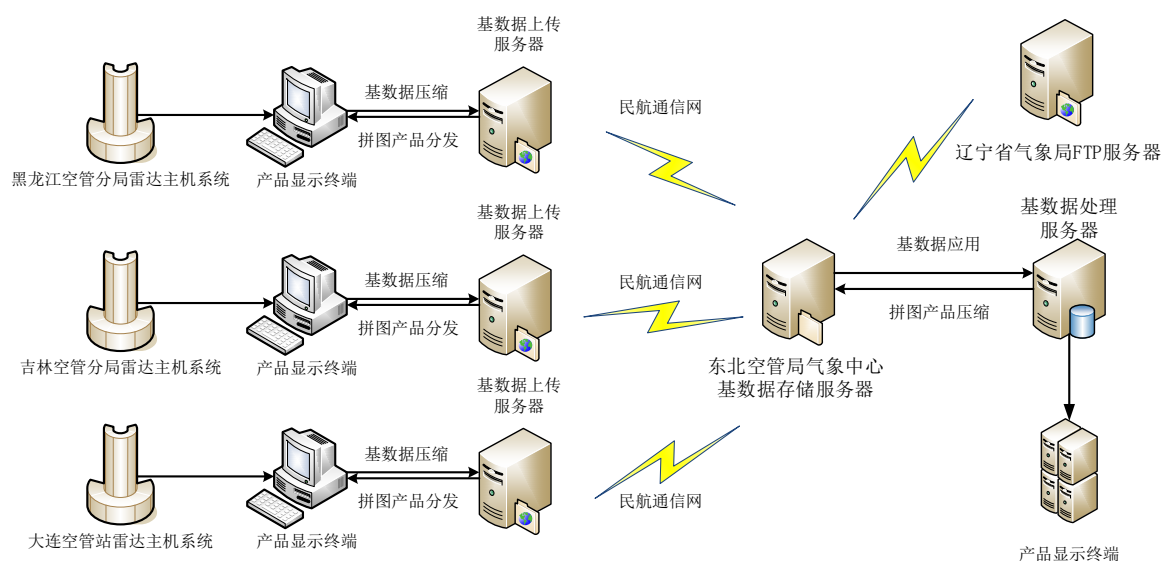 基数据上传
服务器
基数据压缩
拼图产品分发
黑龙江空管分局雷达主机系统
产品显示终端
民航通信网
辽宁省气象局FTP服务器
基数据上传
服务器
基数据压缩
拼图产品分发
吉林空管分局雷达主机系统
产品显示终端
民航通信网
东北空管局气象中心
基数据存储服务器
基数据应用
拼图产品压缩
基数据处理
服务器
基数据上传
服务器
基数据压缩
拼图产品分发
大连空管站雷达主机系统
产品显示终端
民航通信网
产品显示终端